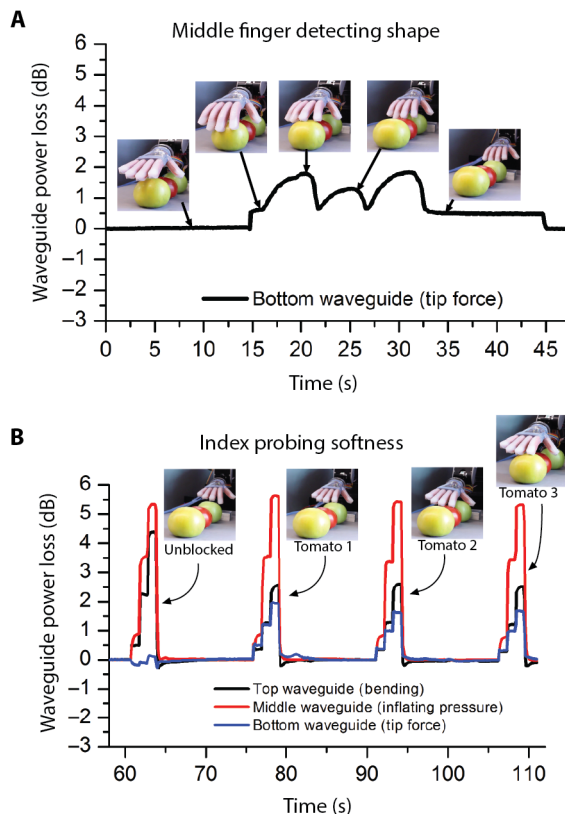 A
Middle finger detecting shape
Waveguide power loss (dB)
6
5
4
3
2
1
0
−1
−2
−3
Bottom waveguide (tip force)
0 5 10 15 20 25 30 35 40 45
Time (s)
B
Index probing softness
Waveguide power loss (dB)
6
5
4
3
2
1
0
−1
−2
−3
Unblocked
Tomato 1
Tomato 2
Tomato 3
Top waveguide (bending)
Middle waveguide (inflating pressure)
Bottom waveguide (tip force)
60 70 80 90 100 110
Time (s)